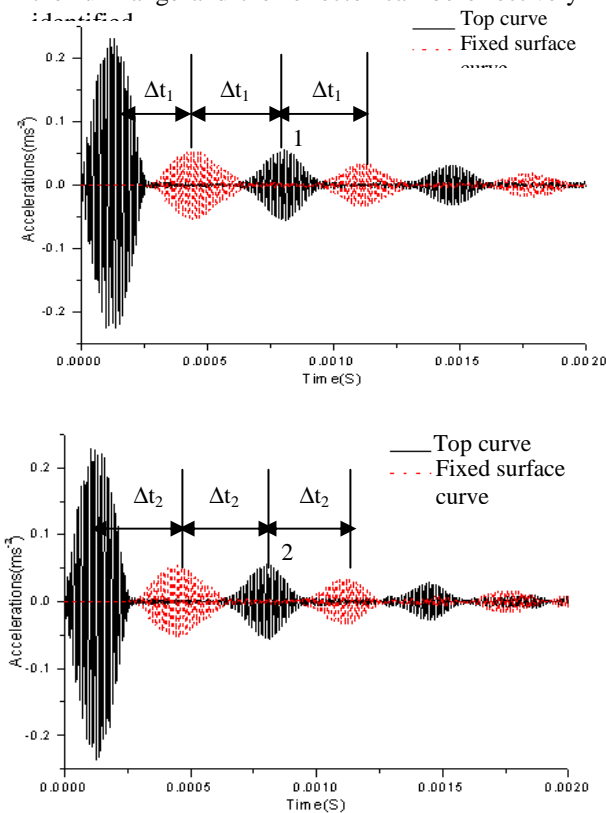 identified
Top curve
Fixed surface
curve
Δt1 Δt1 Δt1
1
Accelerations(ms-2)
0.2
0.1
0.0
-0.1
-0.2
0.0000 0.0005 0.0010 0.0015 0.0020
Time(S)
Top curve
Fixed surface
curve
Δt2 Δt2 Δt2
2
Accelerations(ms-2)
0.2
0.1
0.0
-0.1
-0.2
0.0000 0.0005 0.0010 0.0015 0.0020
Time(S)